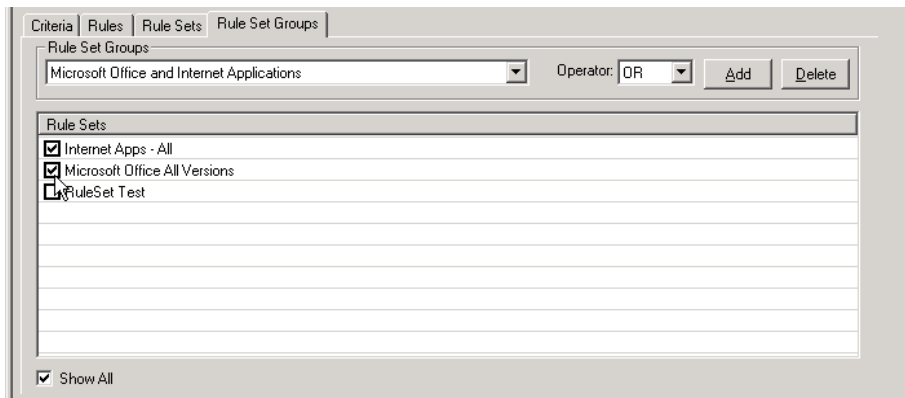 Criteria Rules Rule Sets Rule Set Groups
Rule Set Groups
Microsoft Office and Internet Applications Operator: OR Add Delete
Rule Sets
Internet Apps - All
Microsoft Office All Versions
RuleSet Test
Show All